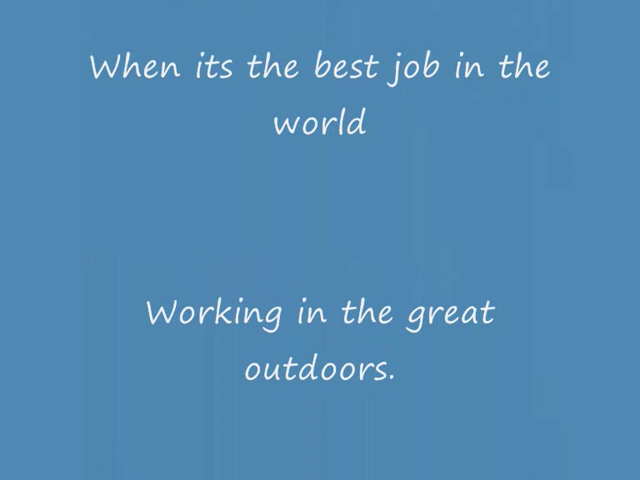 When its the best job in the
world
Working in the great
outdoors.